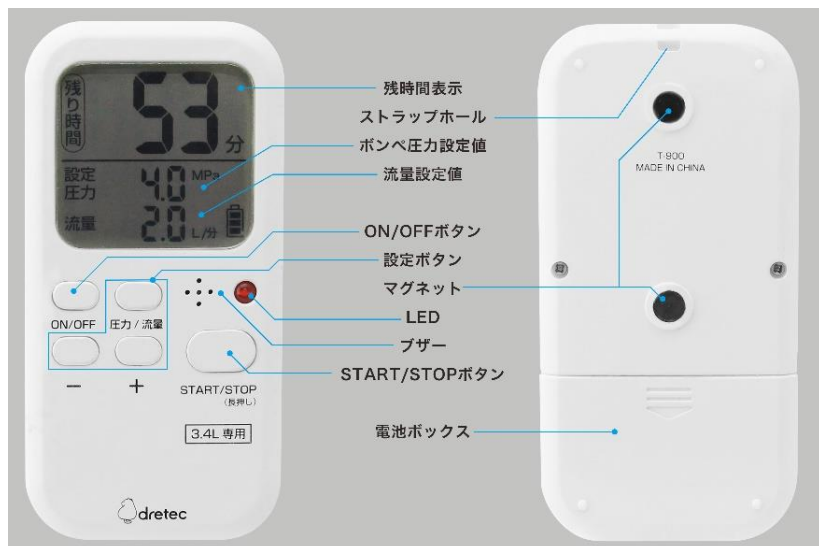 残り時間
53
分
設定圧力
4.0 MPa
流量
2.0 L/分
ON/OFF
圧力 / 流量
−
+
START/STOP
(長押し)
3.4L 専用
dretec
残時間表示
ストラップホール
ボンベ圧力設定値
流量設定値
ON/OFFボタン
設定ボタン
マグネット
LED
ブザー
START/STOPボタン
電池ボックス
T-900
MADE IN CHINA